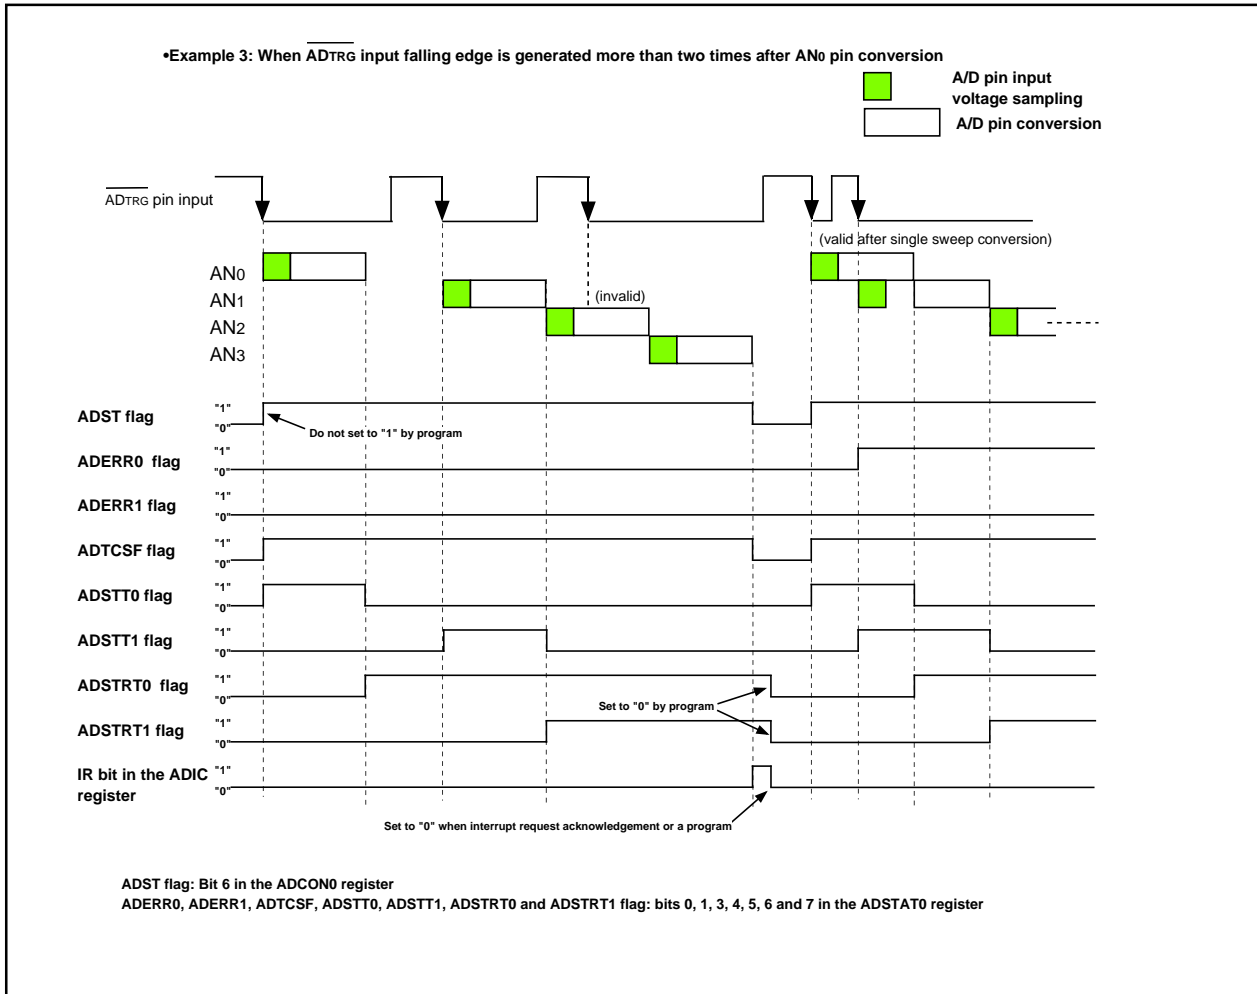 •Example 3: When ADTRG input falling edge is generated more than two times after AN0 pin conversion
A/D pin input
voltage sampling
A/D pin conversion
ADTRG pin input
(valid after single sweep conversion)
AN0
AN1
(invalid)
AN2
AN3
ADST flag
"1"
"0"
Do not set to "1" by program
ADERR0 flag
"1"
"0"
ADERR1 flag
"1"
"0"
ADTCSF flag
"1"
"0"
ADSTT0 flag
"1"
"0"
ADSTT1 flag
"1"
"0"
ADSTRT0 flag
"1"
"0"
Set to "0" by program
ADSTRT1 flag
"1"
"0"
IR bit in the ADIC
register
"1"
"0"
Set to "0" when interrupt request acknowledgement or a program
ADST flag: Bit 6 in the ADCON0 register
ADERR0, ADERR1, ADTCSF, ADSTT0, ADSTT1, ADSTRT0 and ADSTRT1 flag: bits 0, 1, 3, 4, 5, 6 and 7 in the ADSTAT0 register